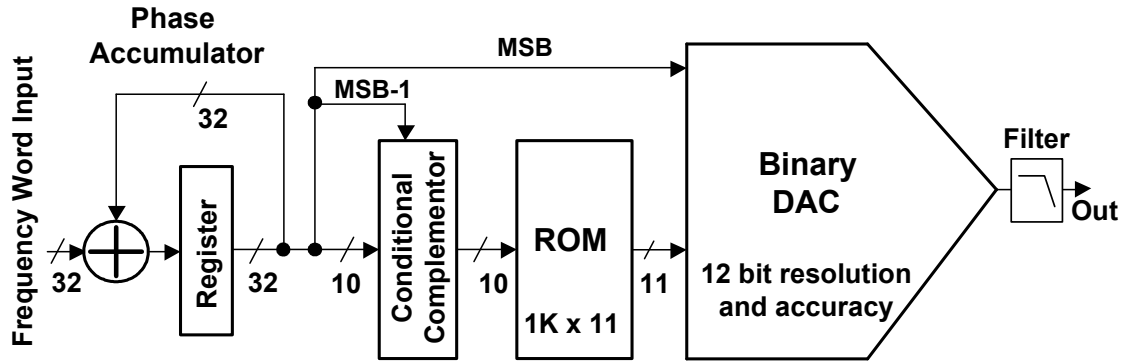 Phase
Accumulator
MSB
MSB-1
32
Frequency Word Input
32
Register
32
10
Conditional
Complementor
10
ROM
1K x 11
11
Binary
DAC
12 bit resolution
and accuracy
Filter
Out